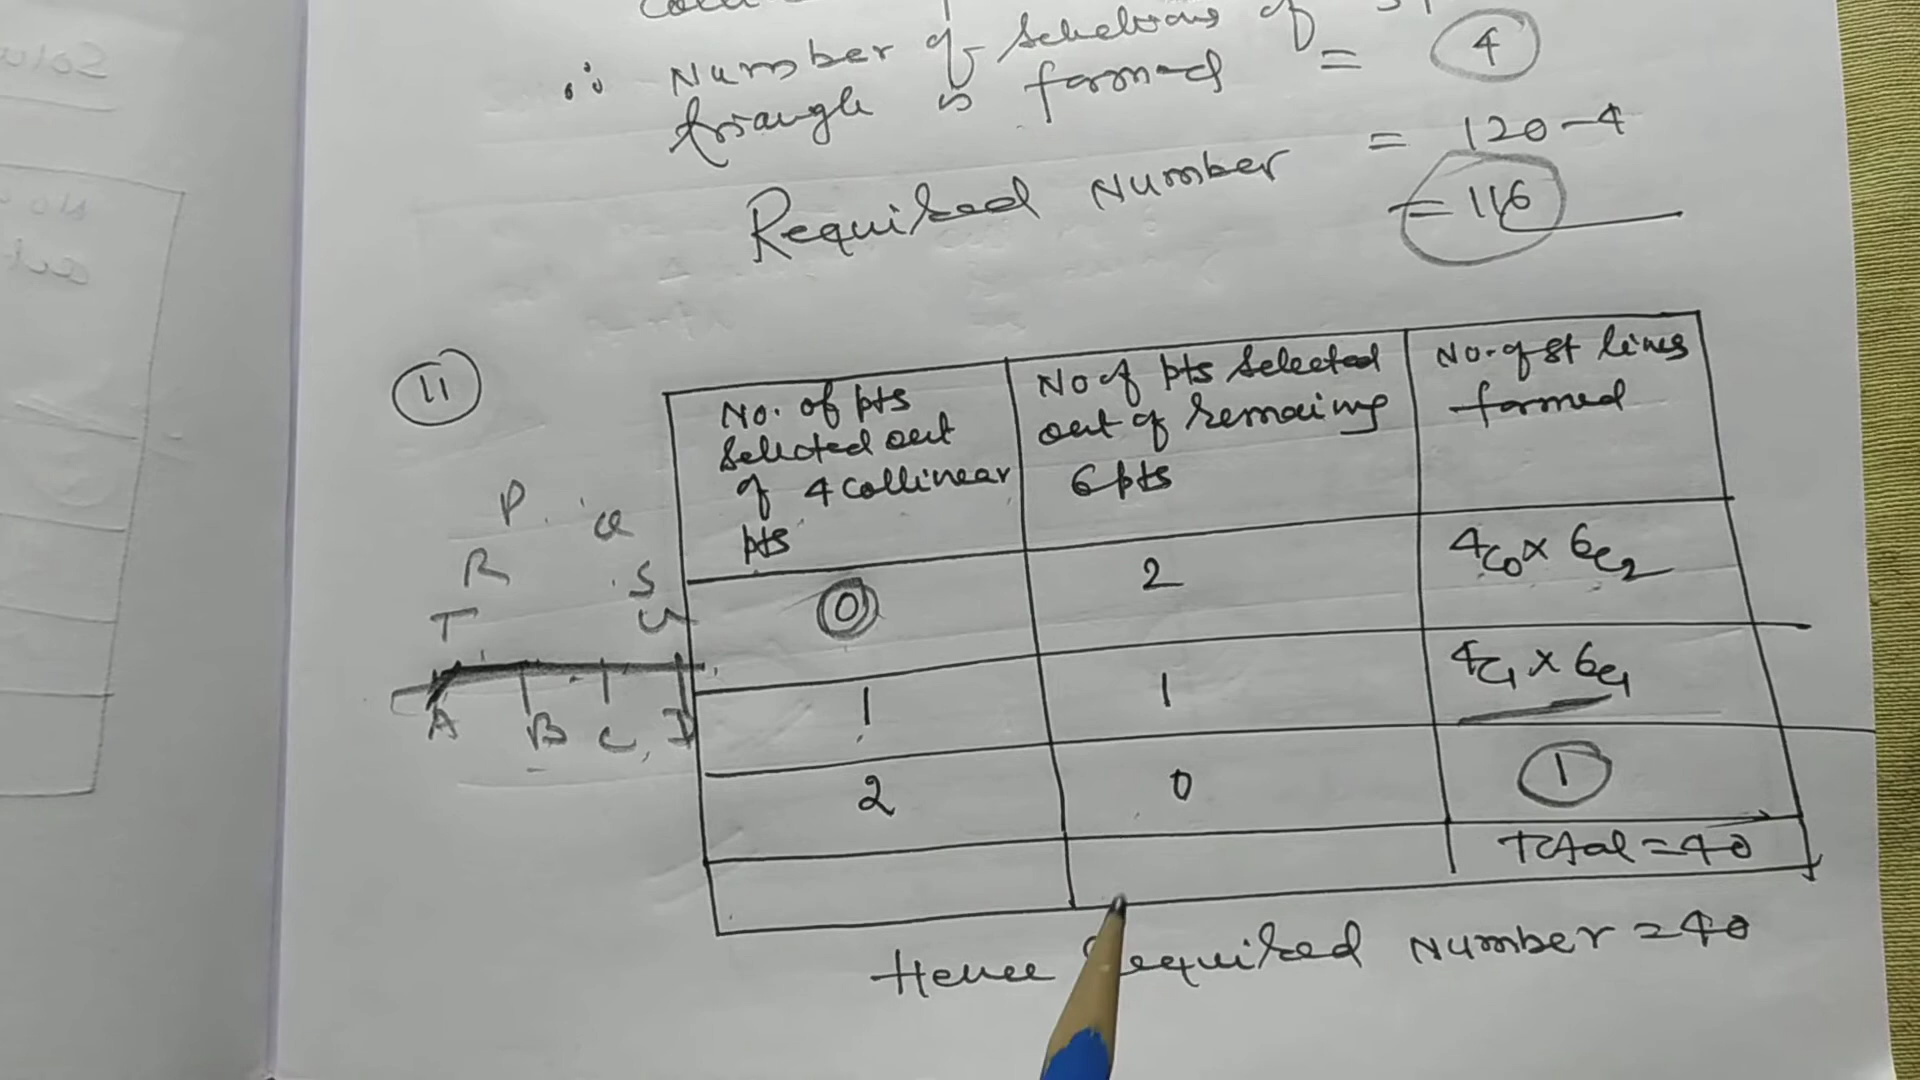 ∴ Number of selections of
triangle is formed = 4
Required Number = 120-4
= 116
11
No. of pts
selected out
of 4 collinear
pts
No of pts selected
out of remaimg
6 pts
No. of st lines
formed
P . . Q
R . S
T U
A B C D
0 2 4c0 x 6c2
1 1 4c1 x 6c1
2 0 1
Total = 40
Hence Required Number = 40